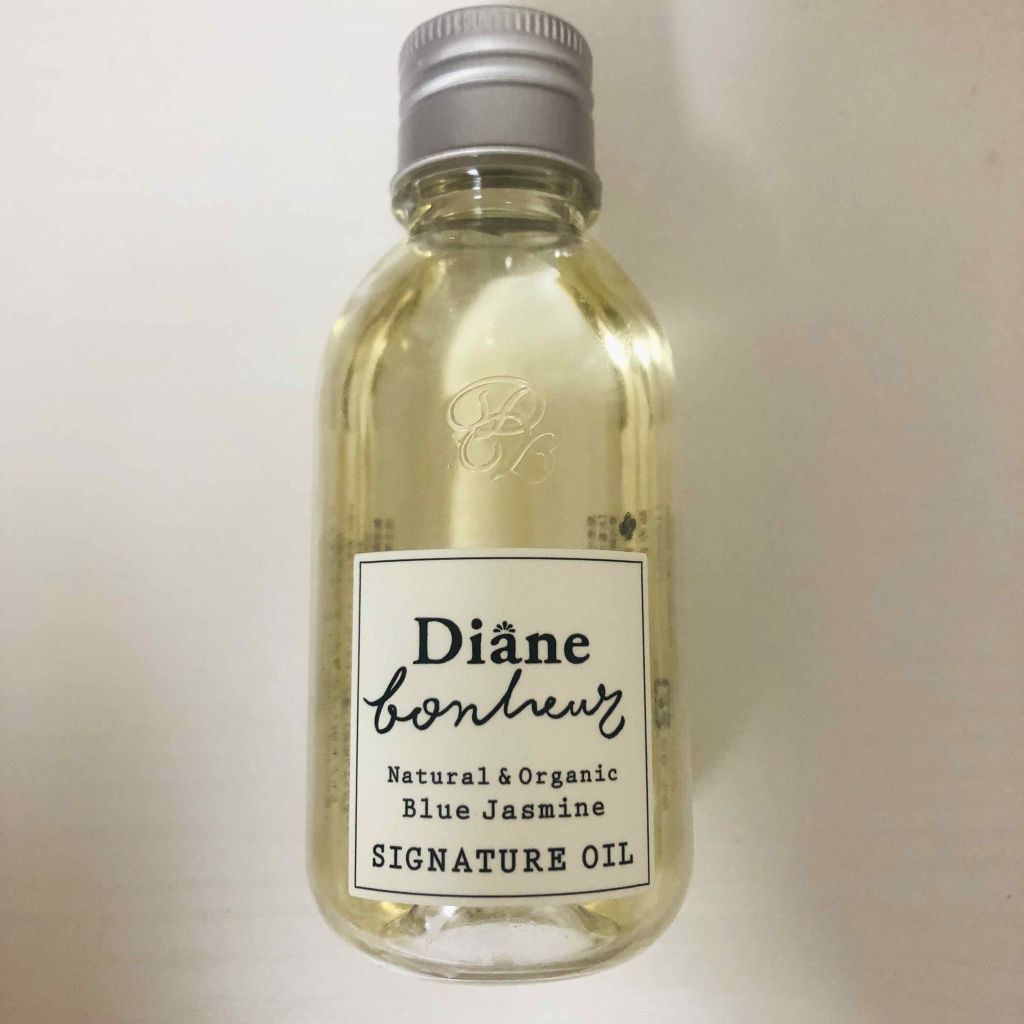 Diane
bonheur
Natural & Organic
Blue Jasmine
SIGNATURE OIL